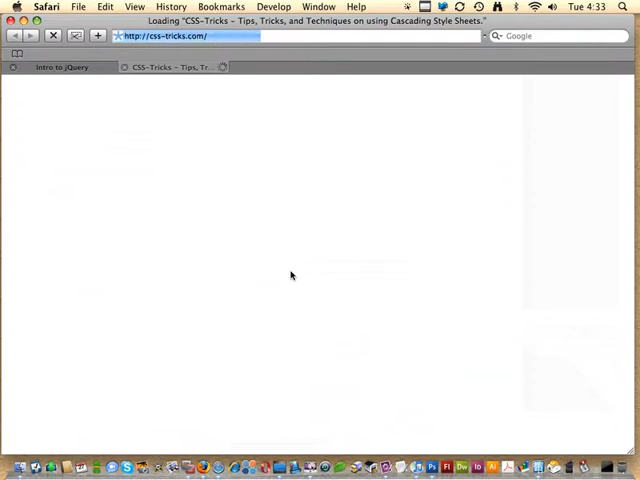 Safari File Edit View History Bookmarks Develop Window Help Tue 4:33
Loading "CSS-Tricks - Tips, Tricks, and Techniques on using Cascading Style Sheets."
http://css-tricks.com/ Google
Intro to jQuery CSS-Tricks - Tips, Tr...